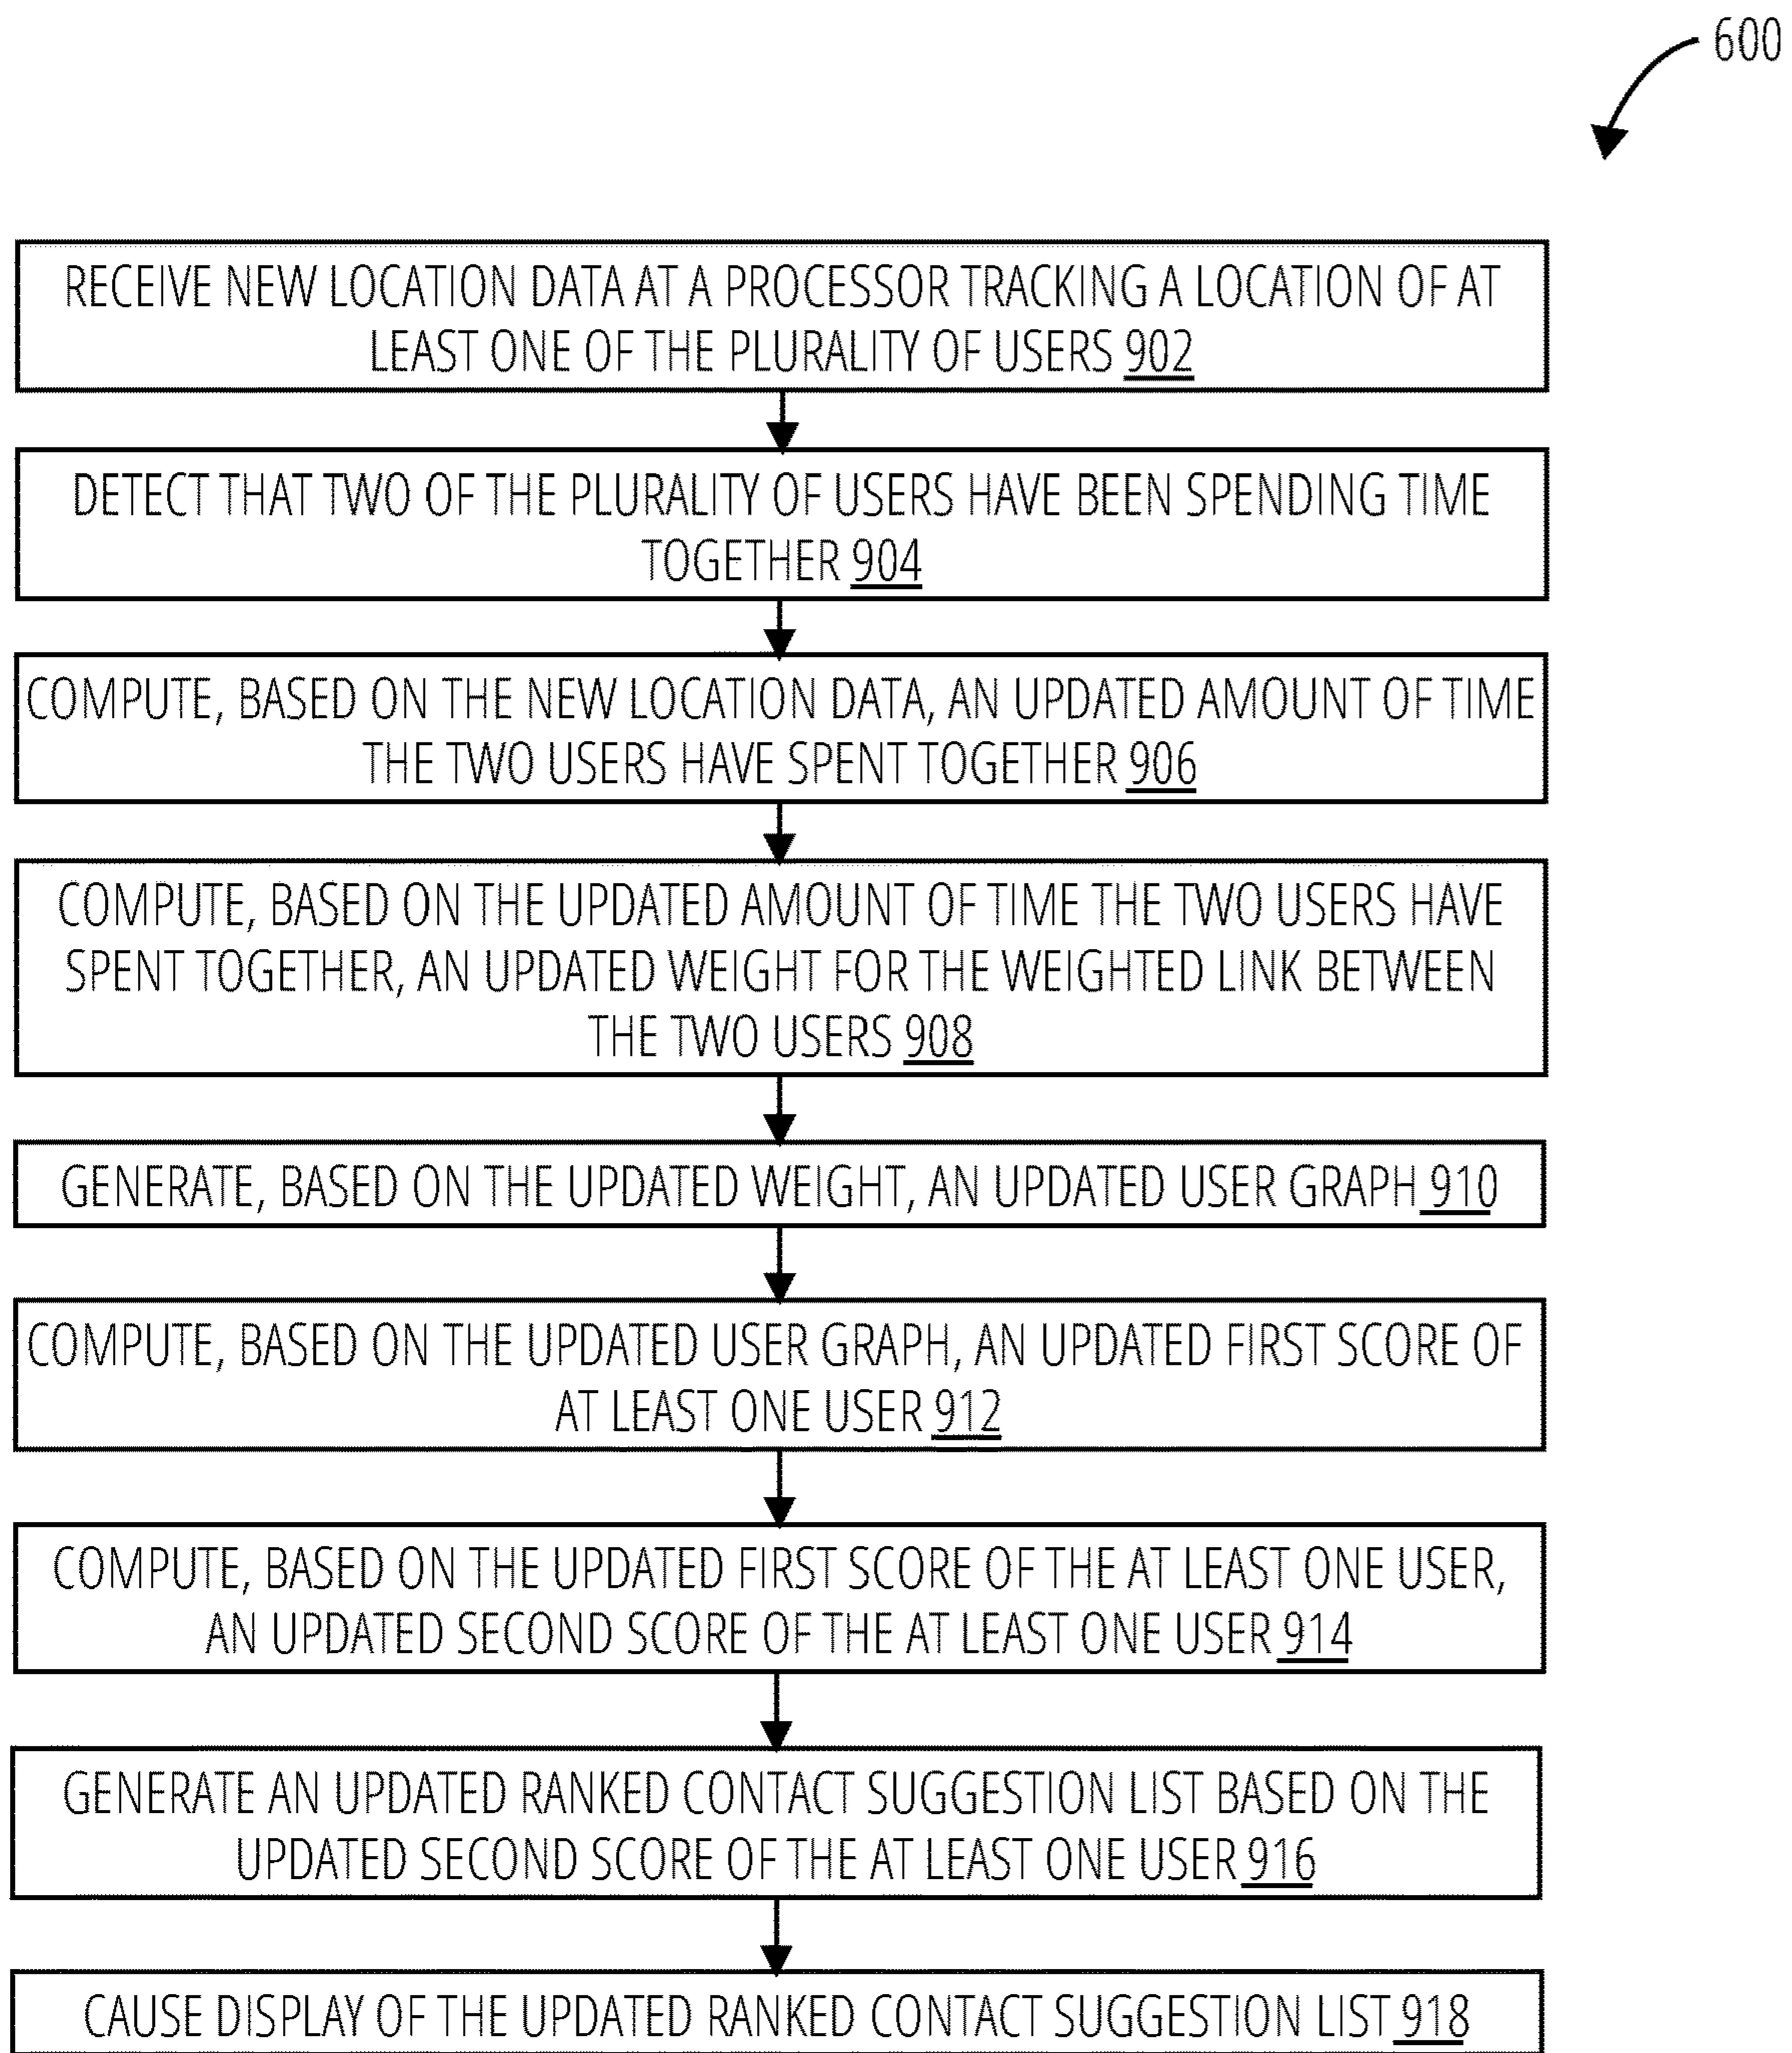 600
RECEIVE NEW LOCATION DATA AT A PROCESSOR TRACKING A LOCATION OF AT
LEAST ONE OF THE PLURALITY OF USERS 902
DETECT THAT TWO OF THE PLURALITY OF USERS HAVE BEEN SPENDING TIME
TOGETHER 904
COMPUTE, BASED ON THE NEW LOCATION DATA, AN UPDATED AMOUNT OF TIME
THE TWO USERS HAVE SPENT TOGETHER 906
COMPUTE, BASED ON THE UPDATED AMOUNT OF TIME THE TWO USERS HAVE
SPENT TOGETHER, AN UPDATED WEIGHT FOR THE WEIGHTED LINK BETWEEN
THE TWO USERS 908
GENERATE, BASED ON THE UPDATED WEIGHT, AN UPDATED USER GRAPH 910
COMPUTE, BASED ON THE UPDATED USER GRAPH, AN UPDATED FIRST SCORE OF
AT LEAST ONE USER 912
COMPUTE, BASED ON THE UPDATED FIRST SCORE OF THE AT LEAST ONE USER,
AN UPDATED SECOND SCORE OF THE AT LEAST ONE USER 914
GENERATE AN UPDATED RANKED CONTACT SUGGESTION LIST BASED ON THE
UPDATED SECOND SCORE OF THE AT LEAST ONE USER 916
CAUSE DISPLAY OF THE UPDATED RANKED CONTACT SUGGESTION LIST 918